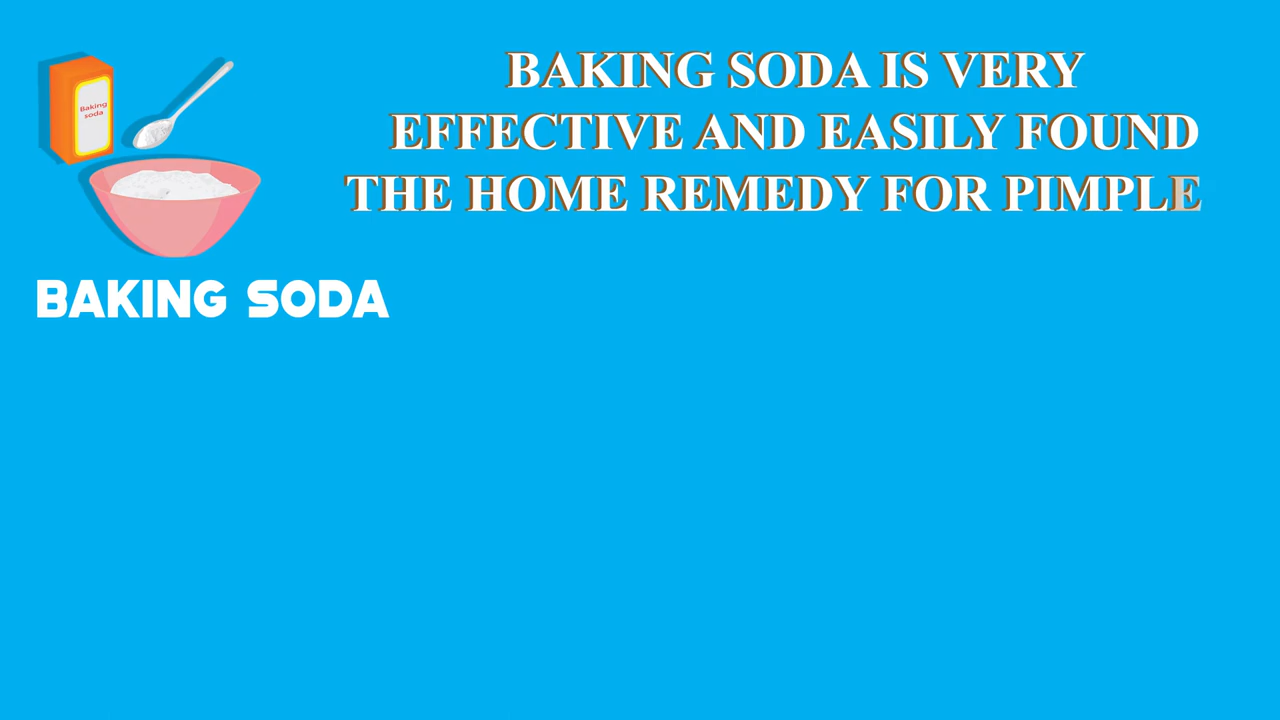 Baking
soda
BAKING SODA IS VERY
EFFECTIVE AND EASILY FOUND
THE HOME REMEDY FOR PIMPLE
BAKING SODA